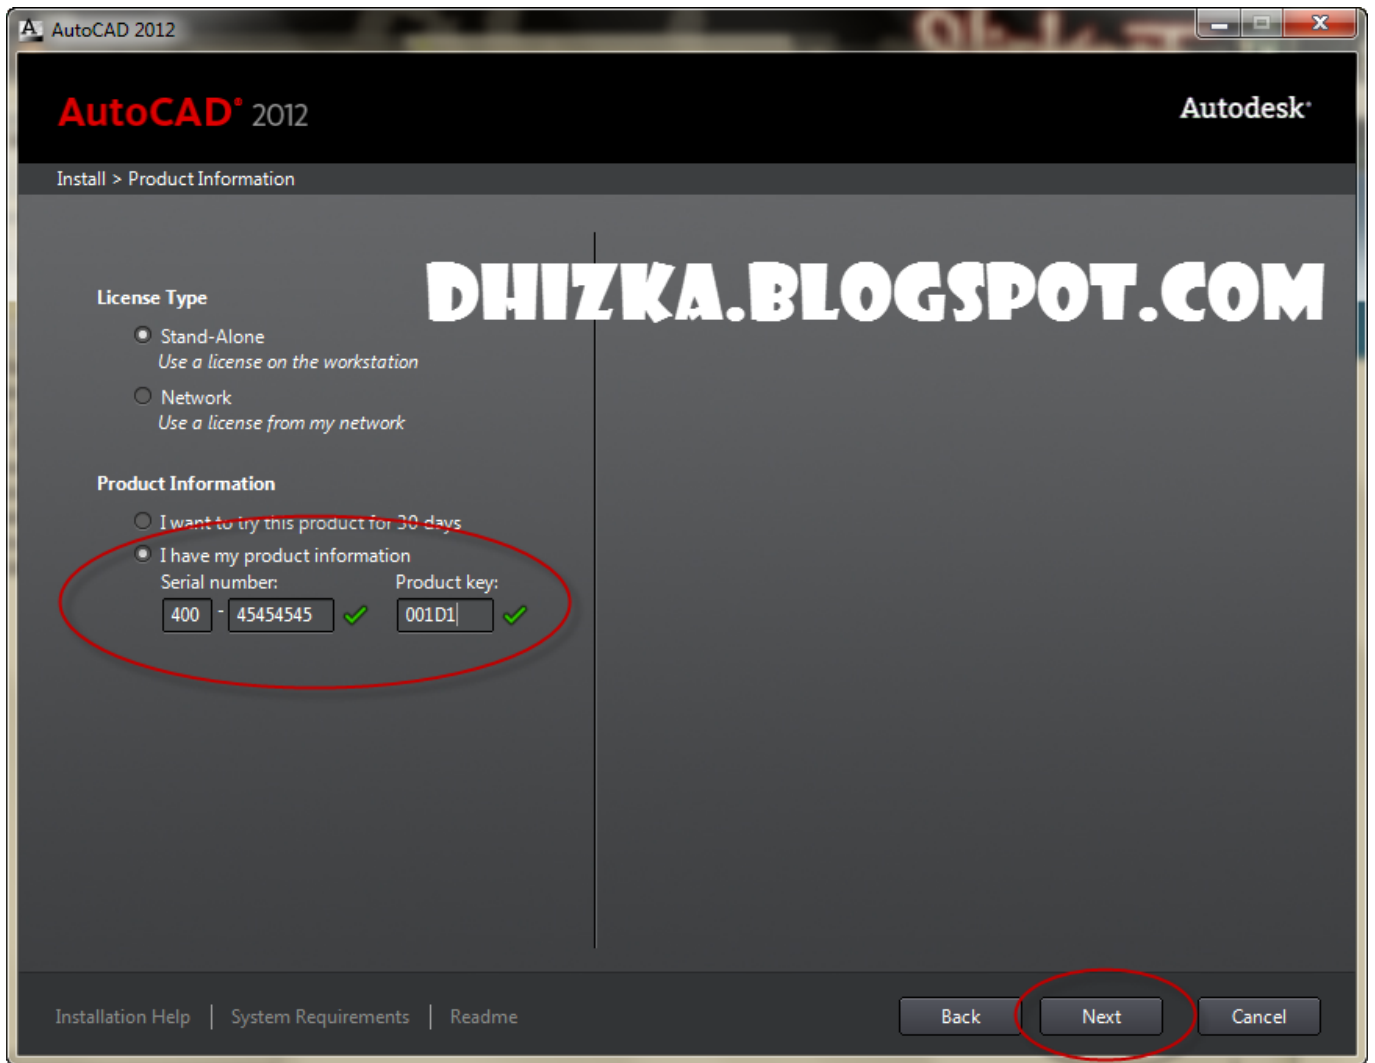 AutoCAD 2012
AutoCAD® 2012
Autodesk®
Install > Product Information
DHIZKA.BLOGSPOT.COM
License Type
Stand-Alone
Use a license on the workstation
Network
Use a license from my network
Product Information
I want to try this product for 30 days
I have my product information
Serial number: Product key:
400 - 45454545 001D1
Installation Help | System Requirements | Readme
Back Next Cancel